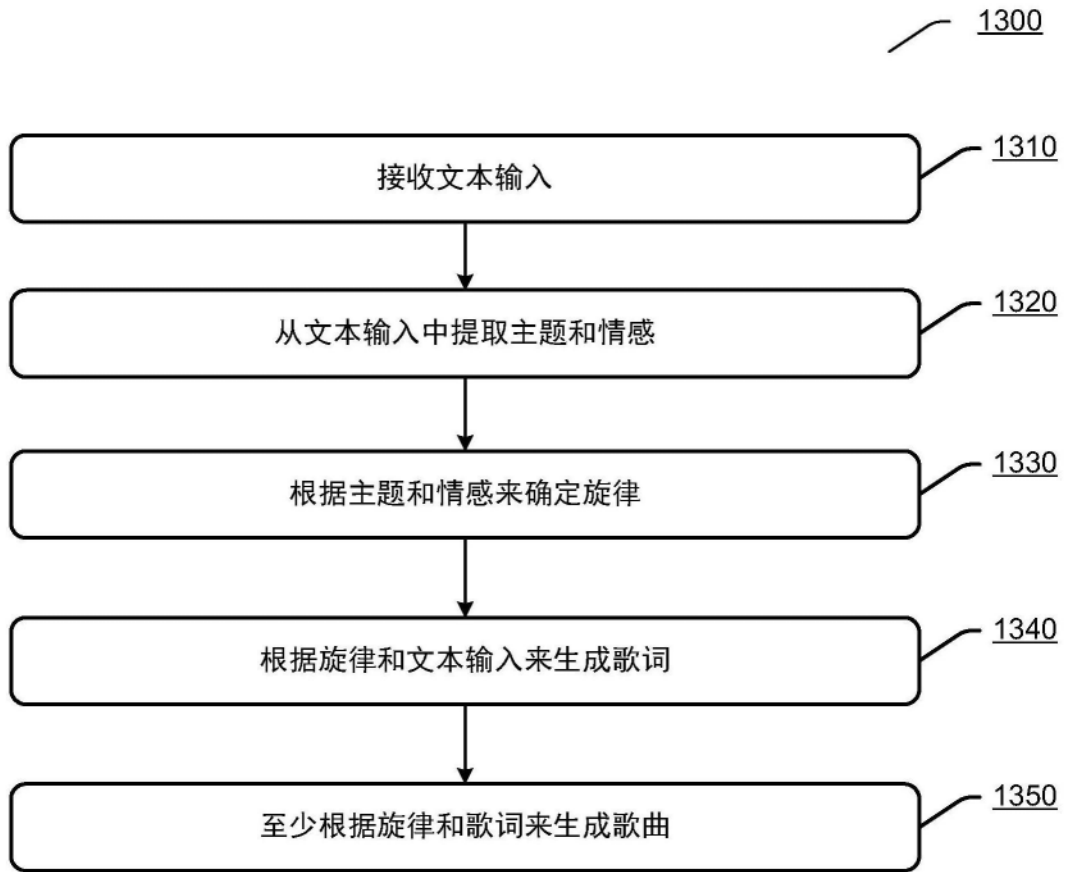 1300
接收文本输入
1310
从文本输入中提取主题和情感
1320
根据主题和情感来确定旋律
1330
根据旋律和文本输入来生成歌词
1340
至少根据旋律和歌词来生成歌曲
1350